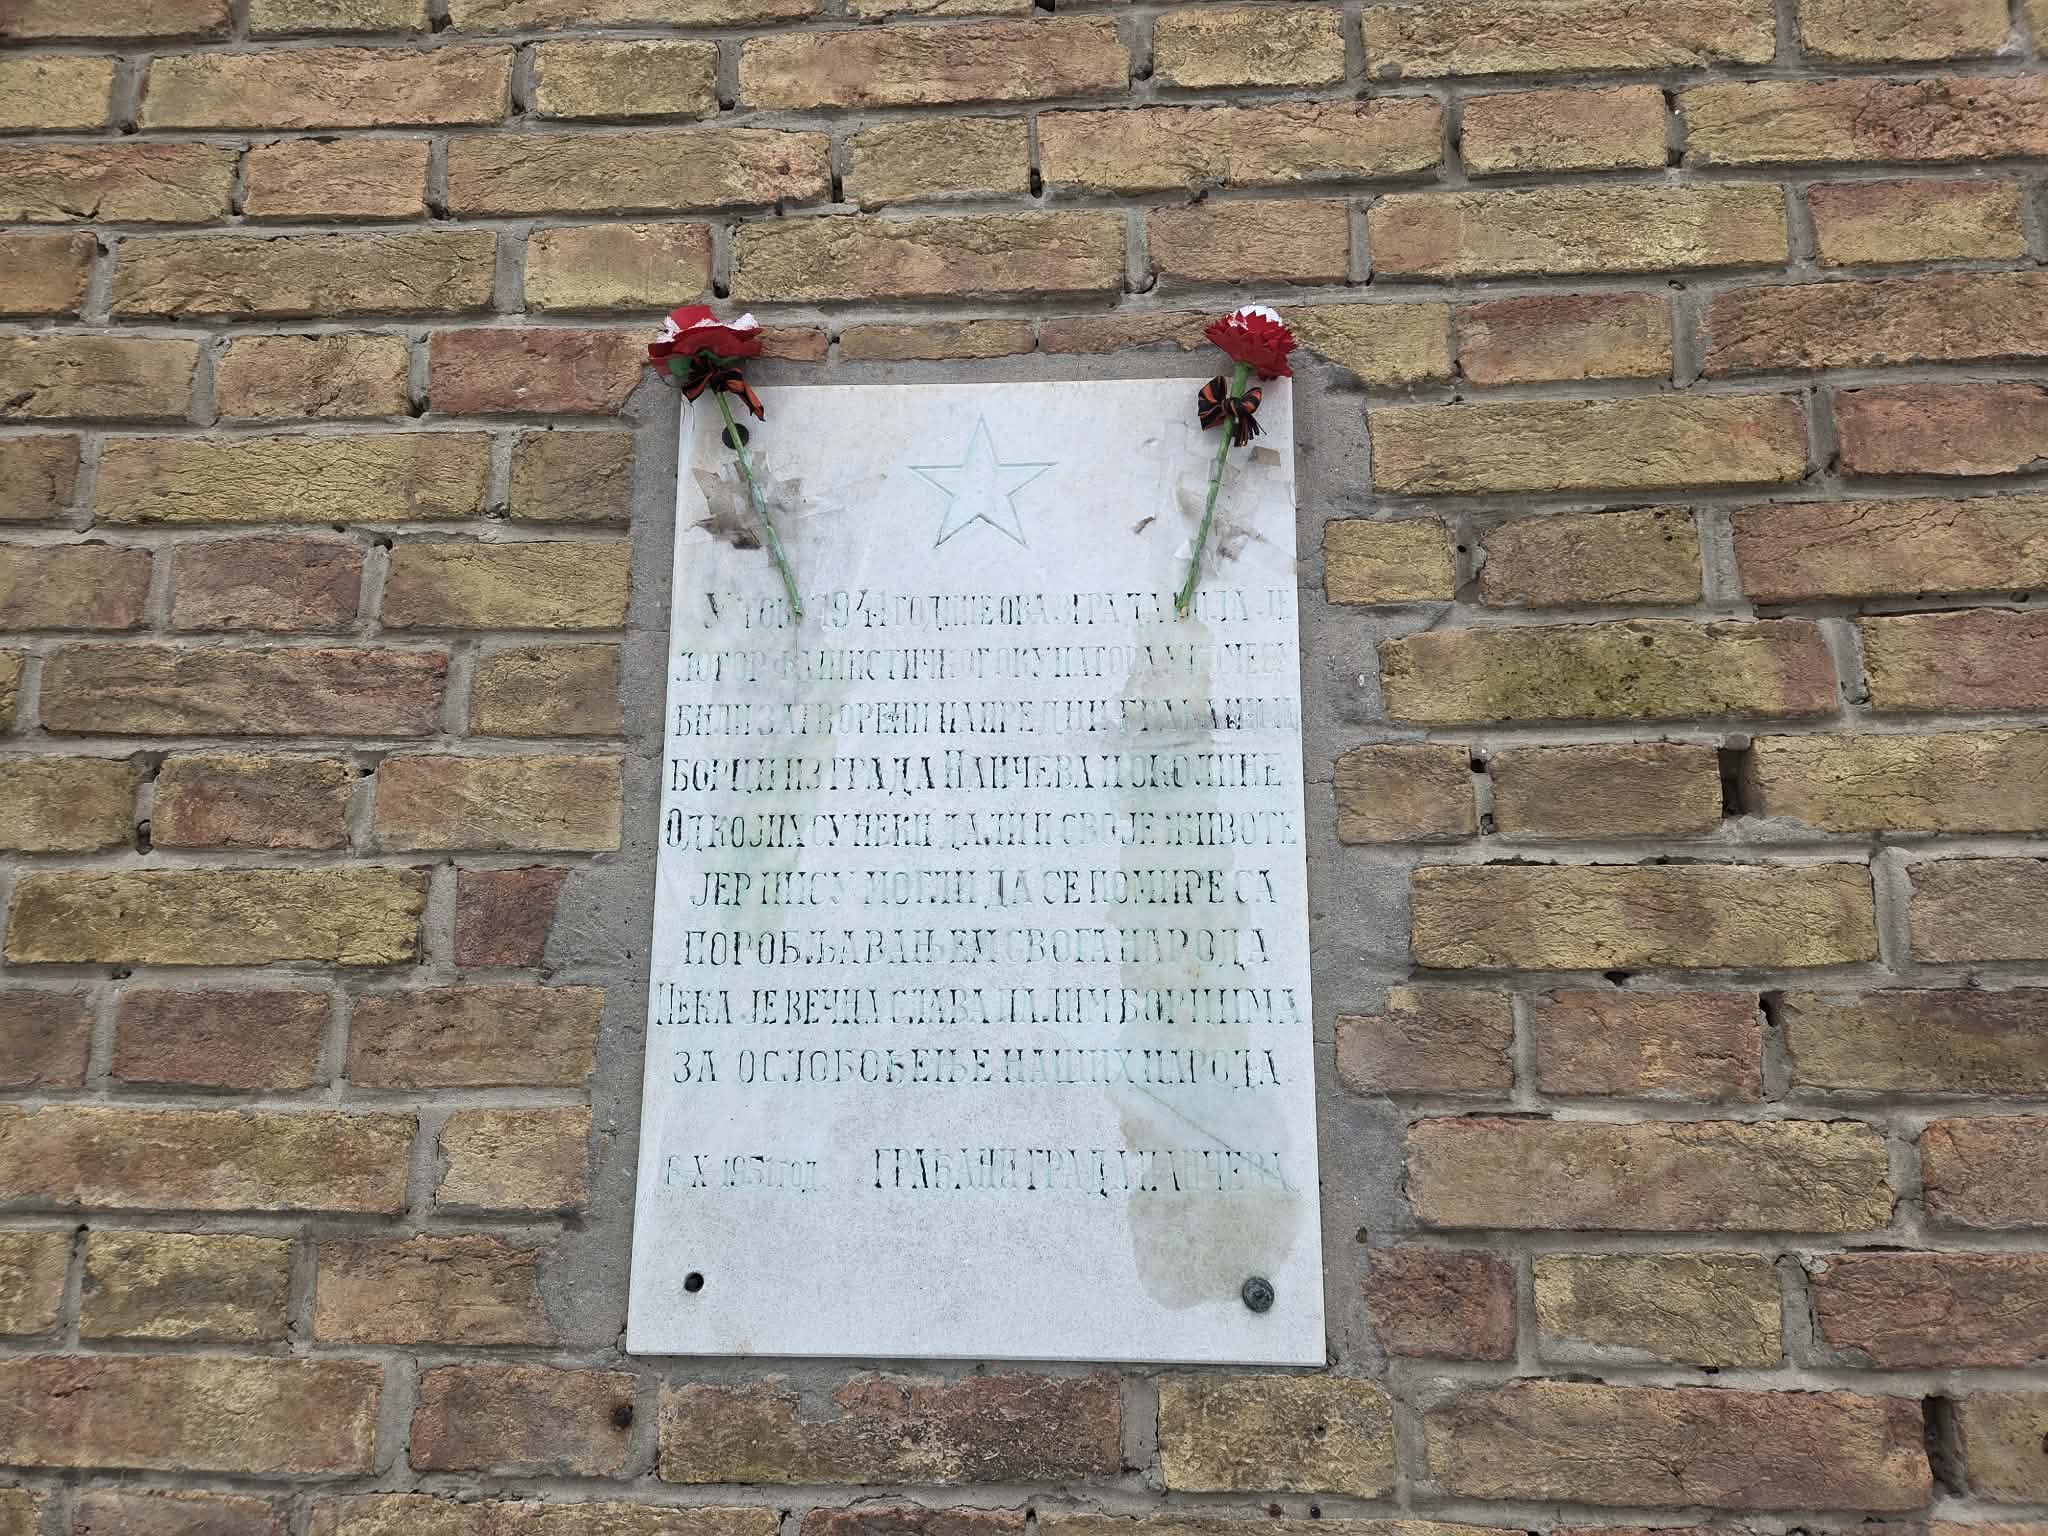 У ТОКУ 1941 ГОДИНЕ ОВА ЗГРАДА БИЛА ЈЕ
ЛОГОР ФАШИСТИЧКОГ ОКУПАТОРА У КОМЕ СУ
БИЛИ ЗАТВОРЕНИ НАПРЕДНИ ГРАЂАНИ И
БОРЦИ ИЗ ГРАДА ПАНЧЕВА И ОКОЛИНЕ
ОД КОЈИХ СУ НЕКИ ДАЛИ И СВОЈЕ ЖИВОТЕ
ЈЕР НИСУ МОГЛИ ДА СЕ ПОМИРЕ СА
ПОРОБЉАВАЊЕМ СВОГА НАРОДА
НЕКА ЈЕ ВЕЧНА СЛАВА ПАЛИМ БОРЦИМА
ЗА ОСЛОБОЂЕЊЕ НАШИХ НАРОДА.
6-X 1951 ГОД. ГРАЂАНИ ГРАДА ПАНЧЕВА